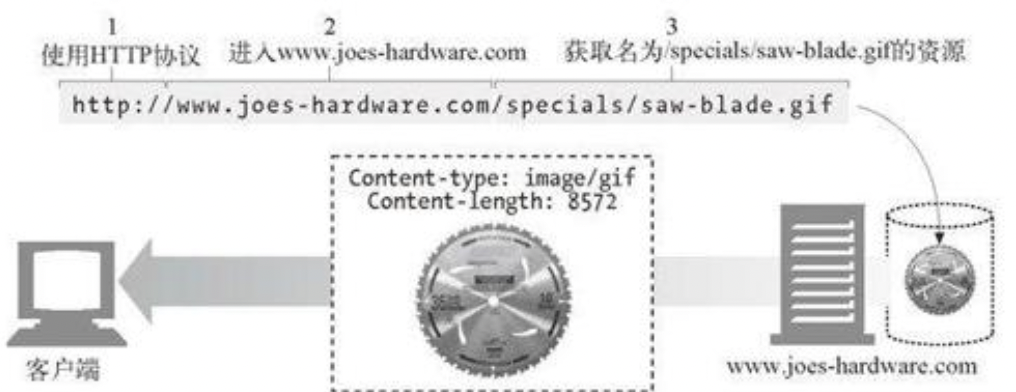 1
使用HTTP协议
2
进入www.joes-hardware.com
3
获取名为/specials/saw-blade.gif的资源
http://www.joes-hardware.com/specials/saw-blade.gif
Content-type: image/gif
Content-length: 8572
客户端
www.joes-hardware.com